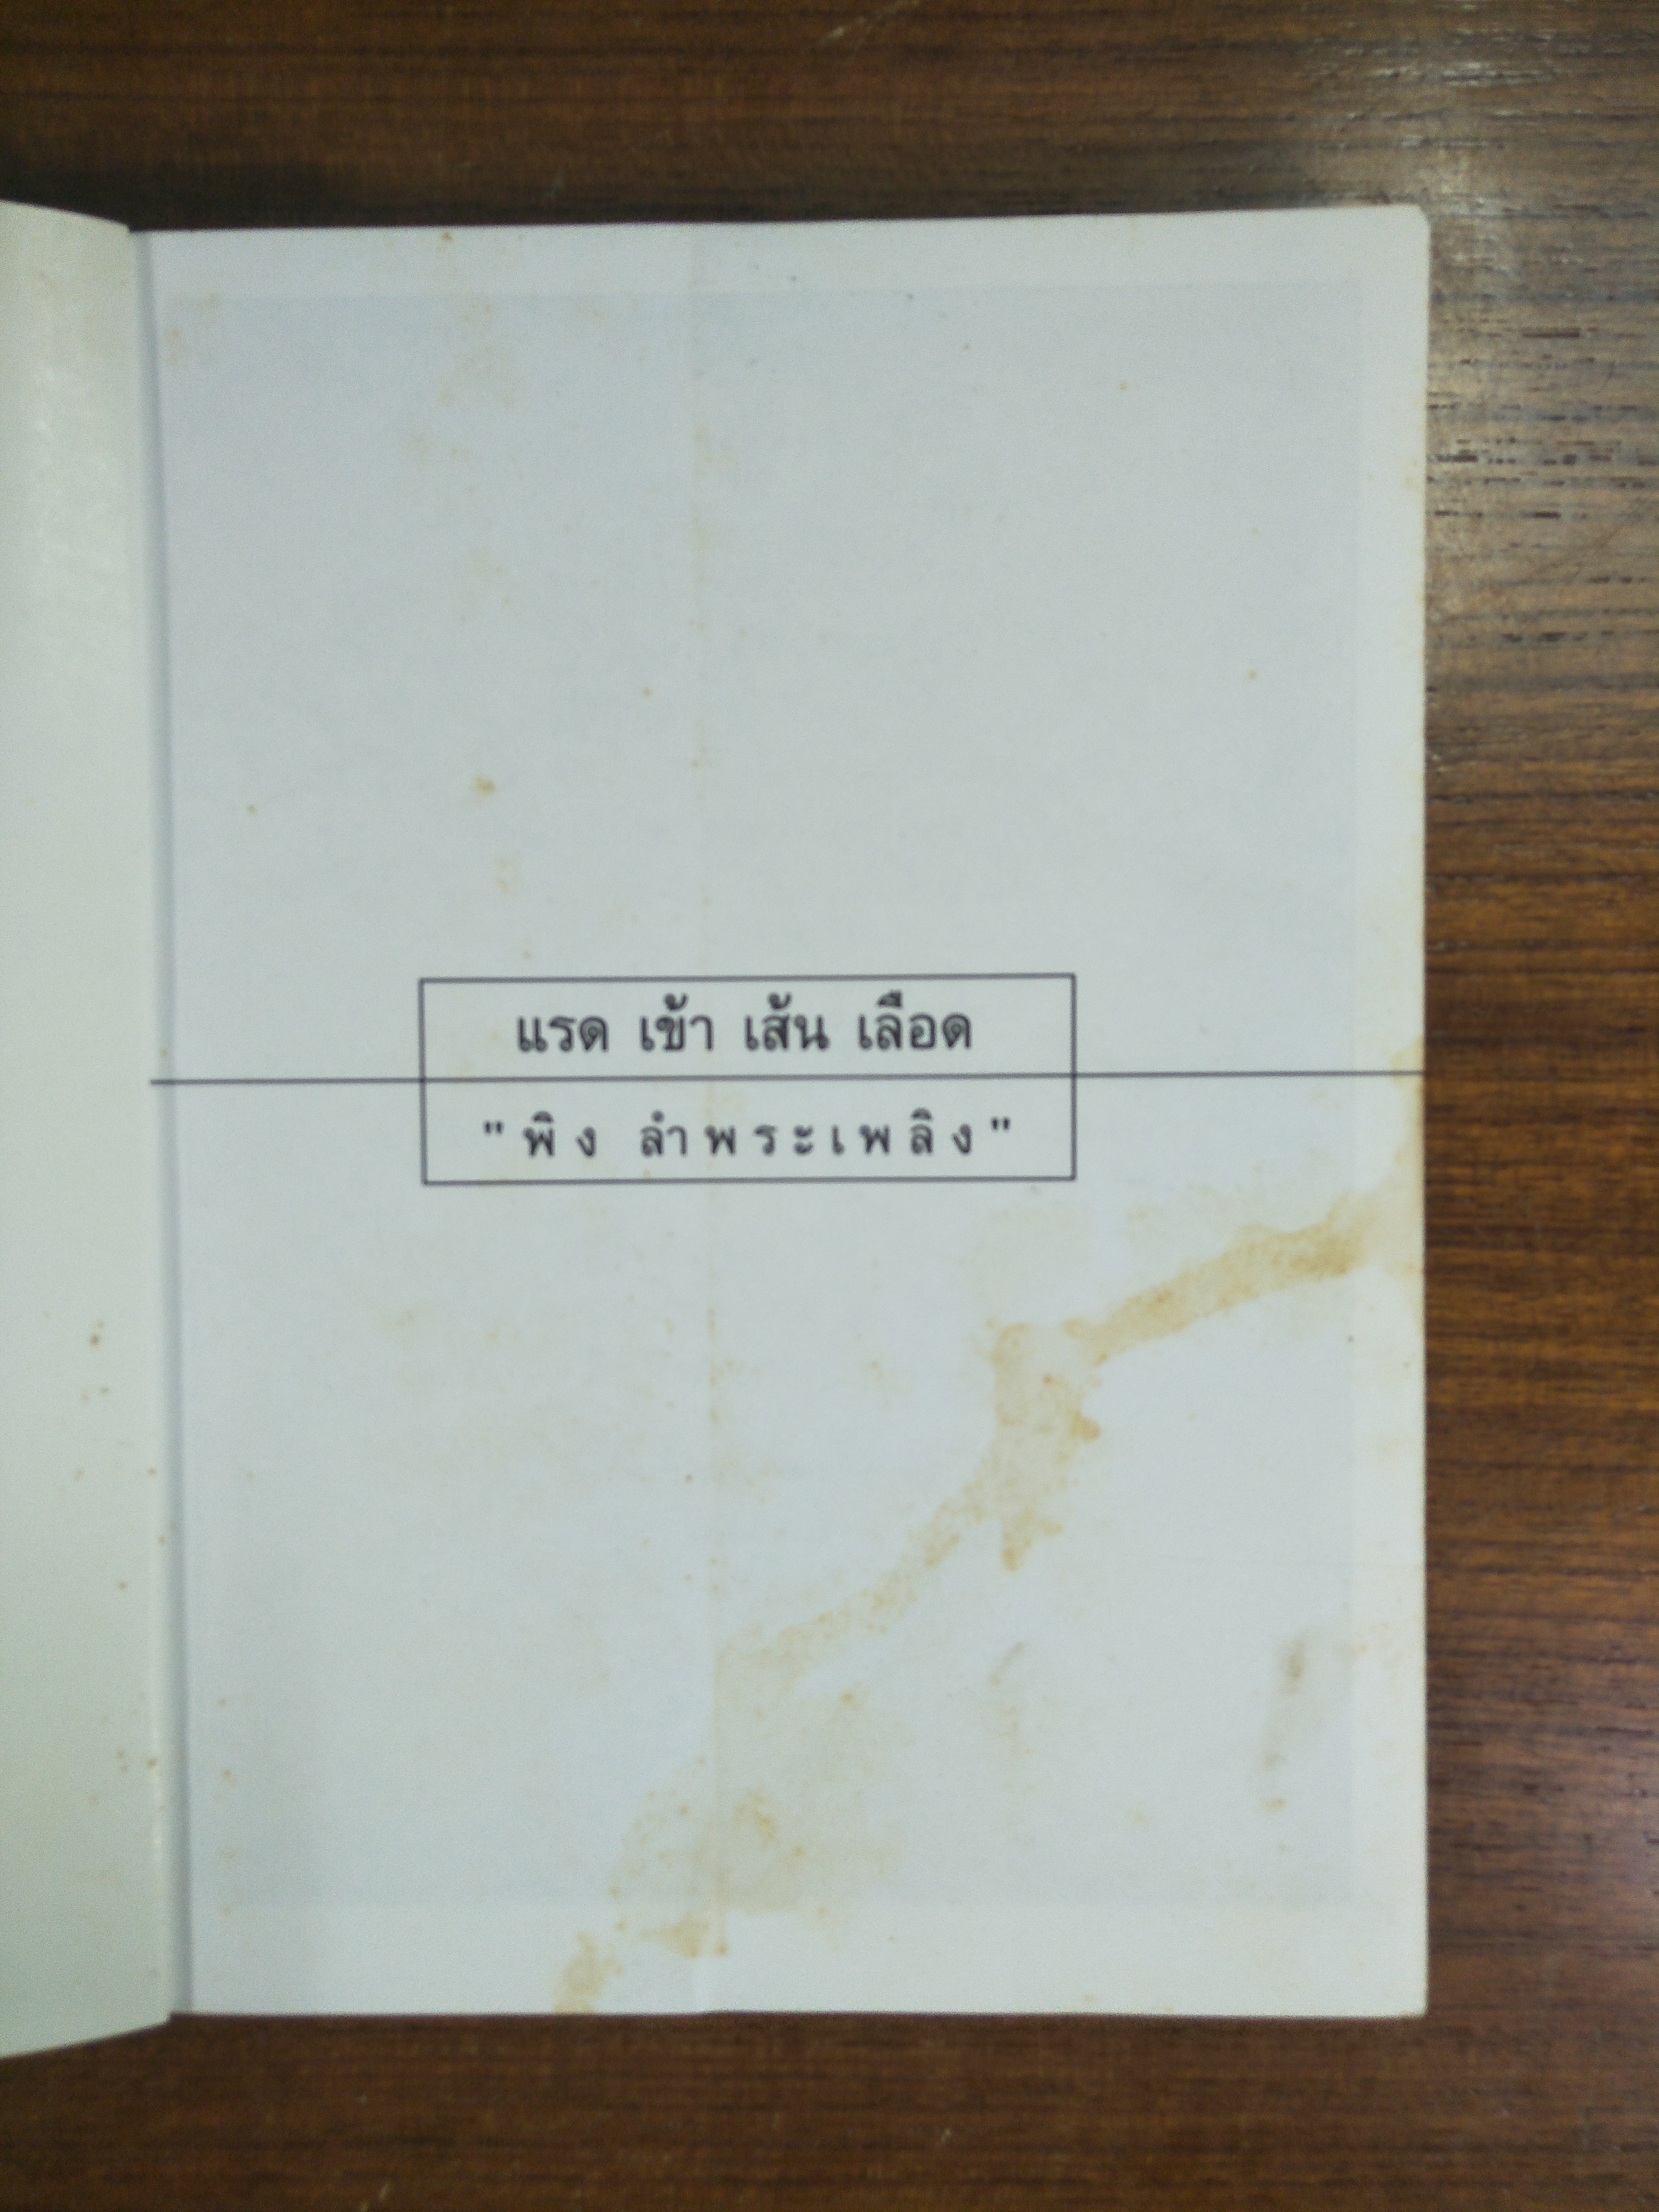 แรด เข้า เส้น เลือด
"พิง ลำพระเพลิง"